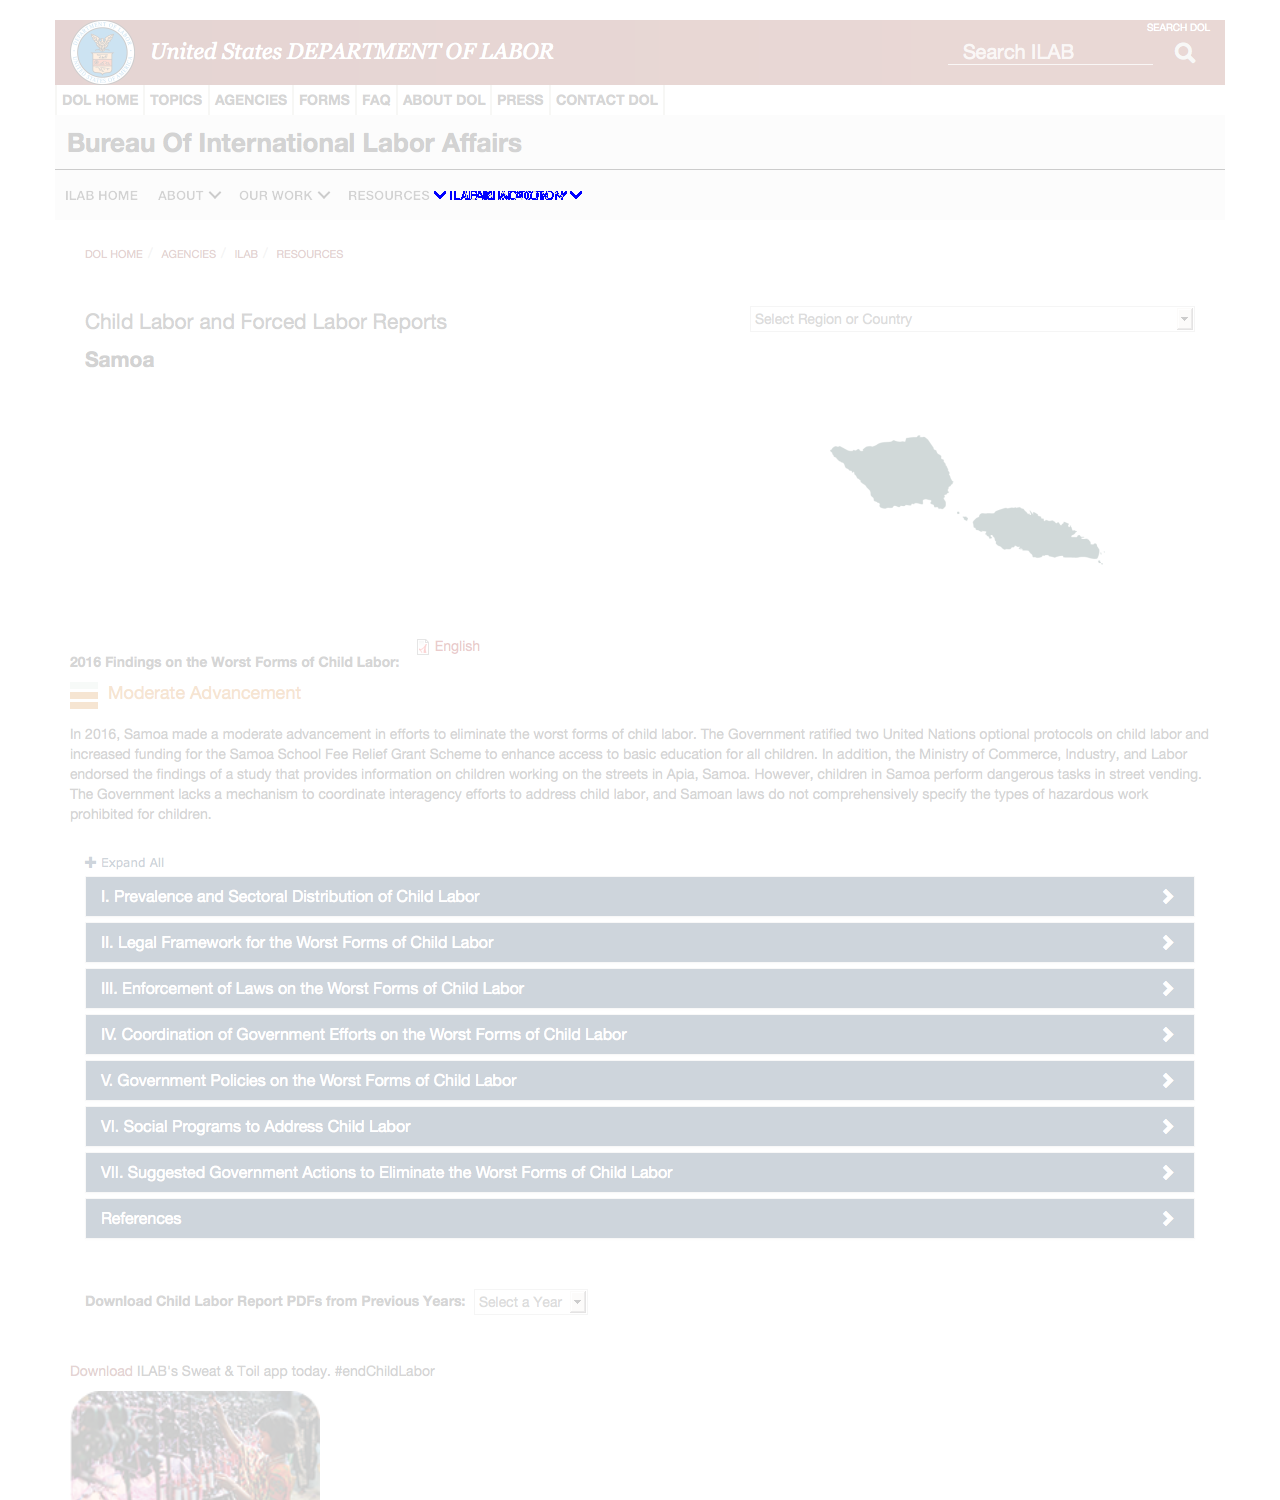 SEARCH DOL
United States DEPARTMENT OF LABOR
Search ILAB
DOL HOME TOPICS AGENCIES FORMS FAQ ABOUT DOL PRESS CONTACT DOL
Bureau Of International Labor Affairs
ILAB HOME ABOUT OUR WORK RESOURCES
DOL HOME / AGENCIES / ILAB / RESOURCES
Child Labor and Forced Labor Reports
Select Region or Country
Samoa
English
2016 Findings on the Worst Forms of Child Labor:
Moderate Advancement
In 2016, Samoa made a moderate advancement in efforts to eliminate the worst forms of child labor. The Government ratified two United Nations optional protocols on child labor and
increased funding for the Samoa School Fee Relief Grant Scheme to enhance access to basic education for all children. In addition, the Ministry of Commerce, Industry, and Labor
endorsed the findings of a study that provides information on children working on the streets in Apia, Samoa. However, children in Samoa perform dangerous tasks in street vending.
The Government lacks a mechanism to coordinate interagency efforts to address child labor, and Samoan laws do not comprehensively specify the types of hazardous work
prohibited for children.
Expand All
I. Prevalence and Sectoral Distribution of Child Labor
II. Legal Framework for the Worst Forms of Child Labor
III. Enforcement of Laws on the Worst Forms of Child Labor
IV. Coordination of Government Efforts on the Worst Forms of Child Labor
V. Government Policies on the Worst Forms of Child Labor
VI. Social Programs to Address Child Labor
VII. Suggested Government Actions to Eliminate the Worst Forms of Child Labor
References
Download Child Labor Report PDFs from Previous Years: Select a Year
Download ILAB's Sweat & Toil app today. #endChildLabor